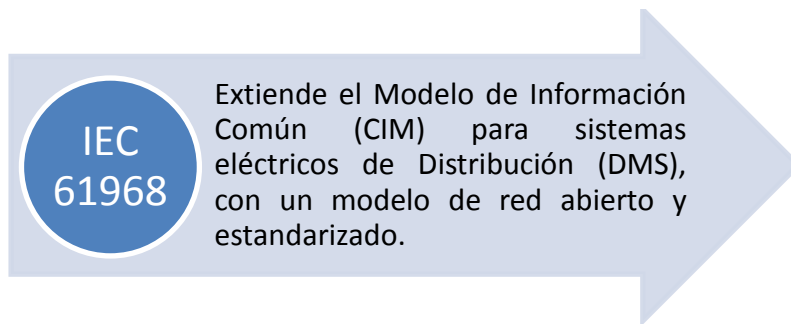 IEC
61968
Extiende el Modelo de Información
Común (CIM) para sistemas
eléctricos de Distribución (DMS),
con un modelo de red abierto y
estandarizado.